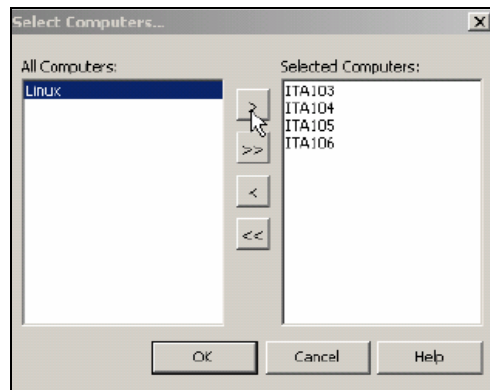 Select Computers...
All Computers:
Linux
>
>>
<
<<
Selected Computers:
ITA103
ITA104
ITA105
ITA106
OK
Cancel
Help